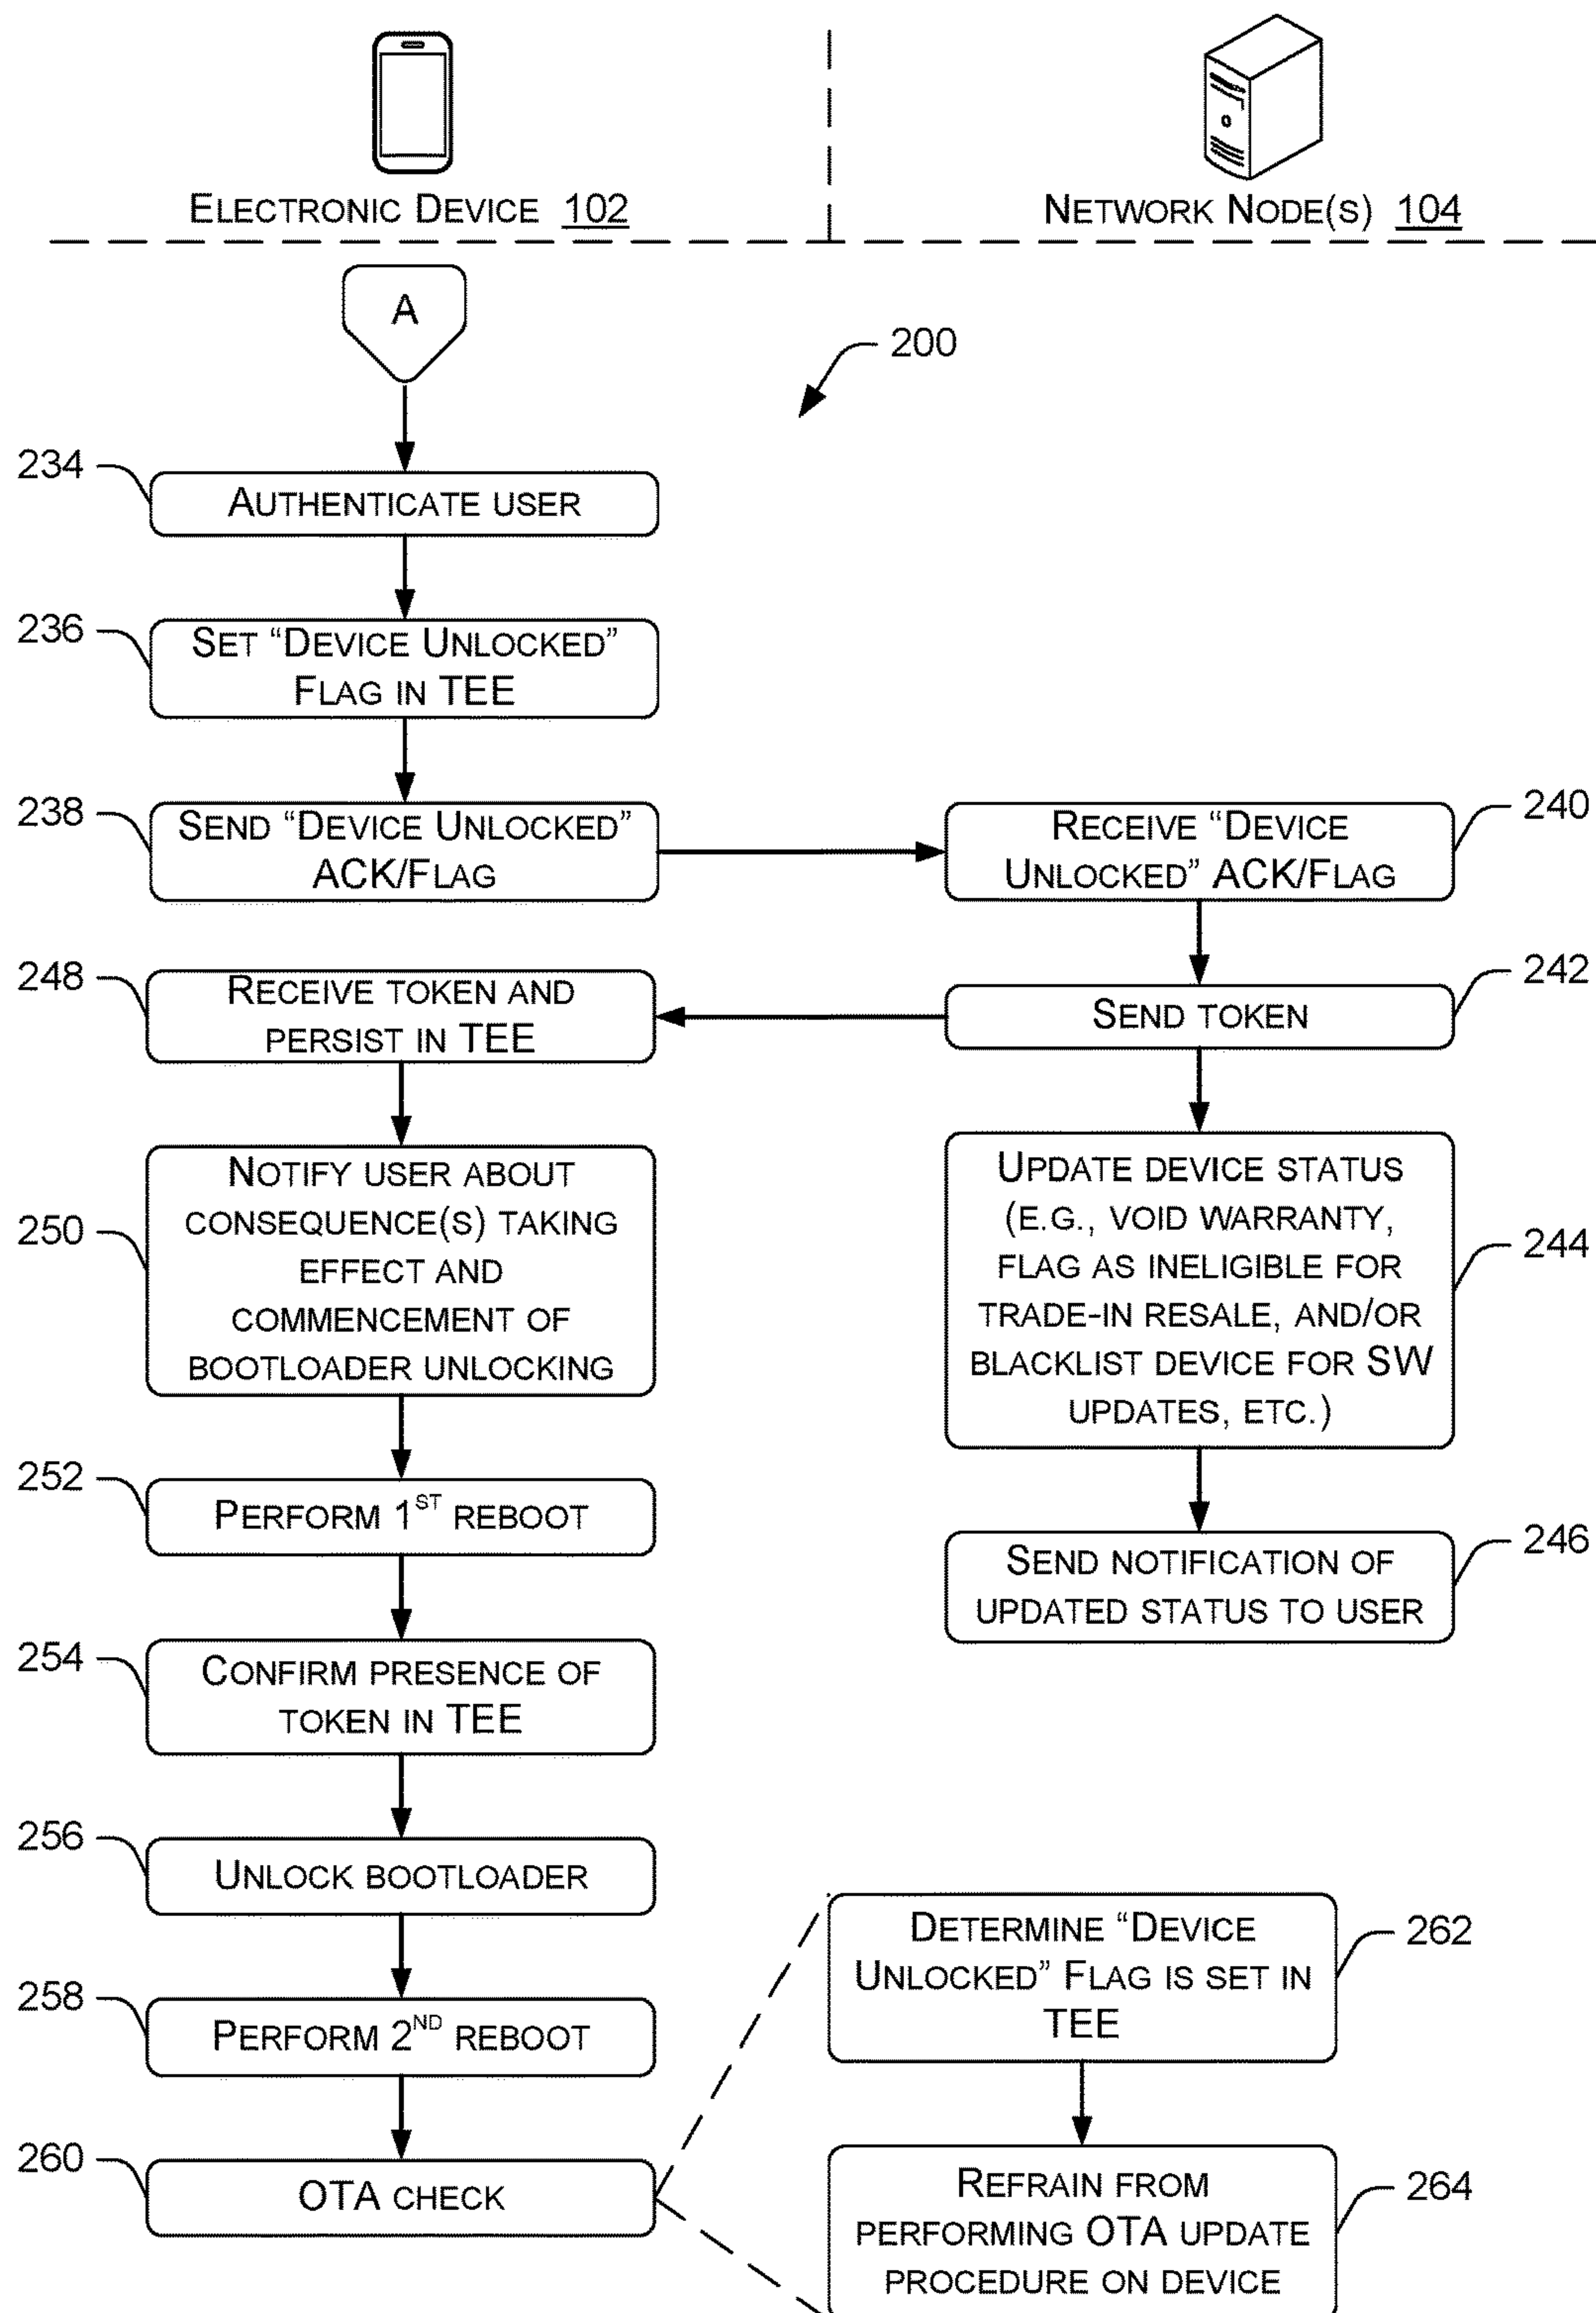 ELECTRONIC DEVICE 102
NETWORK NODE(S) 104
A
200
234
AUTHENTICATE USER
236
SET “DEVICE UNLOCKED”
FLAG IN TEE
238
SEND “DEVICE UNLOCKED”
ACK/FLAG
RECEIVE “DEVICE
UNLOCKED” ACK/FLAG
240
248
RECEIVE TOKEN AND
PERSIST IN TEE
SEND TOKEN
242
250
NOTIFY USER ABOUT
CONSEQUENCE(S) TAKING
EFFECT AND
COMMENCEMENT OF
BOOTLOADER UNLOCKING
UPDATE DEVICE STATUS
(E.G., VOID WARRANTY,
FLAG AS INELIGIBLE FOR
TRADE-IN RESALE, AND/OR
BLACKLIST DEVICE FOR SW
UPDATES, ETC.)
244
252
PERFORM 1ST REBOOT
SEND NOTIFICATION OF
UPDATED STATUS TO USER
246
254
CONFIRM PRESENCE OF
TOKEN IN TEE
256
UNLOCK BOOTLOADER
258
PERFORM 2ND REBOOT
260
OTA CHECK
DETERMINE “DEVICE
UNLOCKED” FLAG IS SET IN
TEE
262
REFRAIN FROM
PERFORMING OTA UPDATE
PROCEDURE ON DEVICE
264